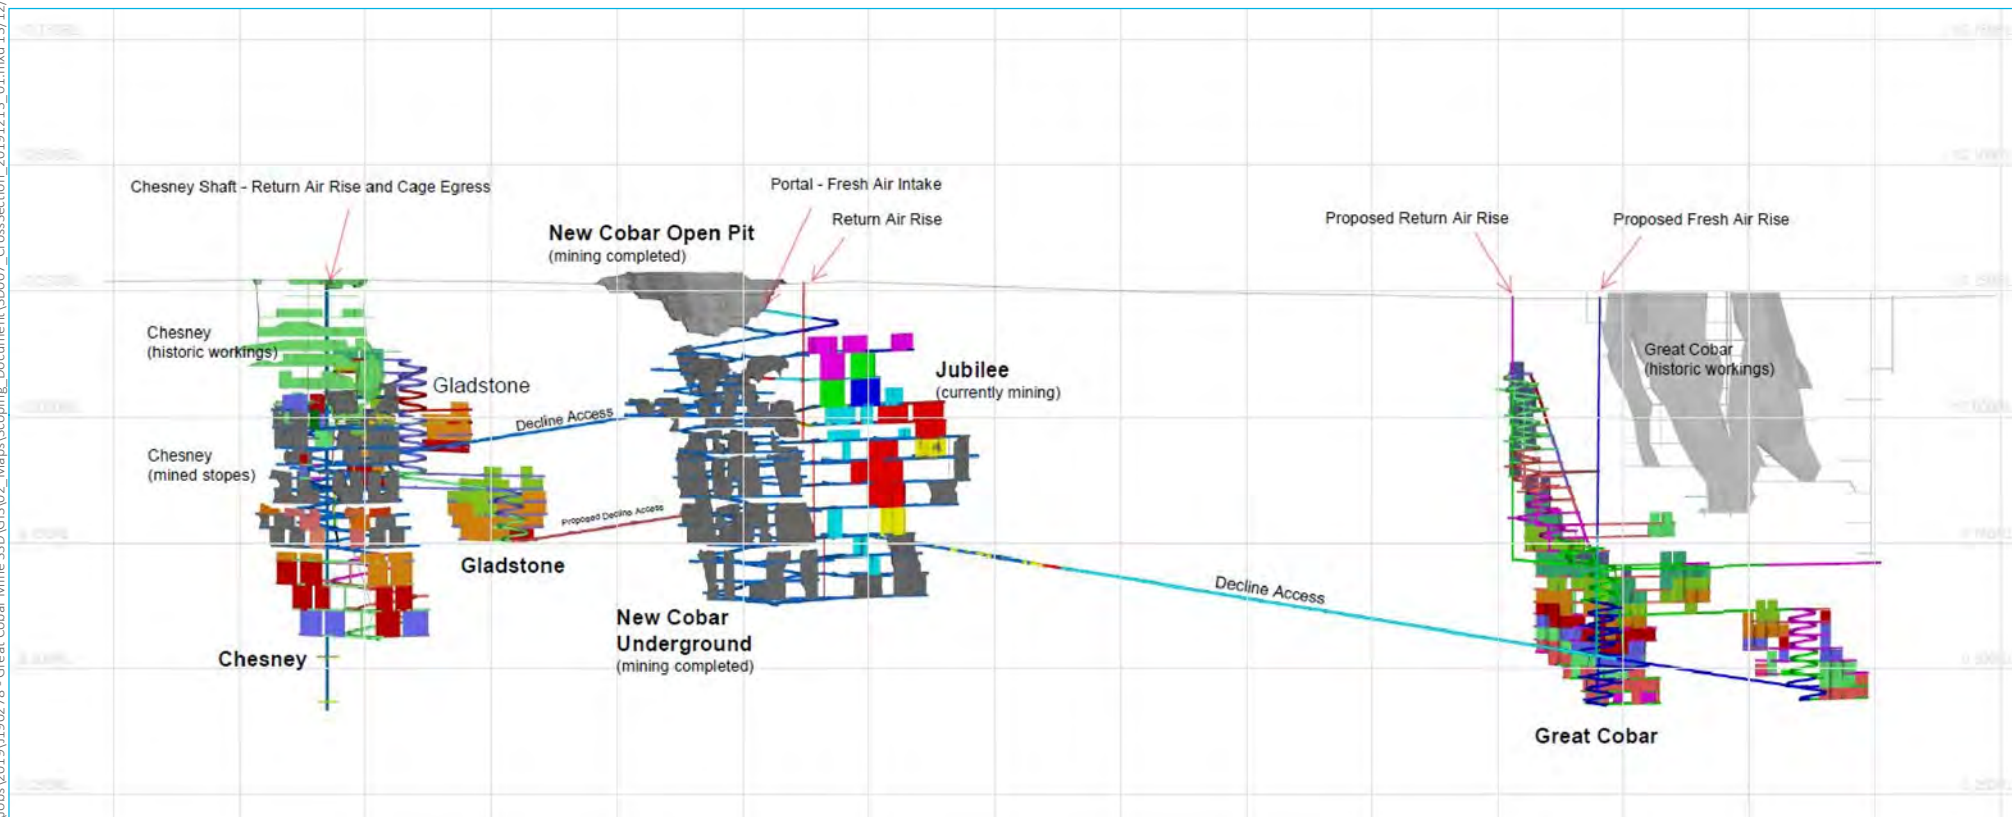 Chesney Shaft - Return Air Rise and Cage Egress
Portal - Fresh Air Intake
Return Air Rise
New Cobar Open Pit
(mining completed)
Proposed Return Air Rise
Proposed Fresh Air Rise
Chesney
(historic workings)
Gladstone
Decline Access
Jubilee
(currently mining)
Great Cobar
(historic workings)
Chesney
(mined stopes)
Proposed Decline Access
Gladstone
Decline Access
New Cobar
Underground
(mining completed)
Chesney
Great Cobar